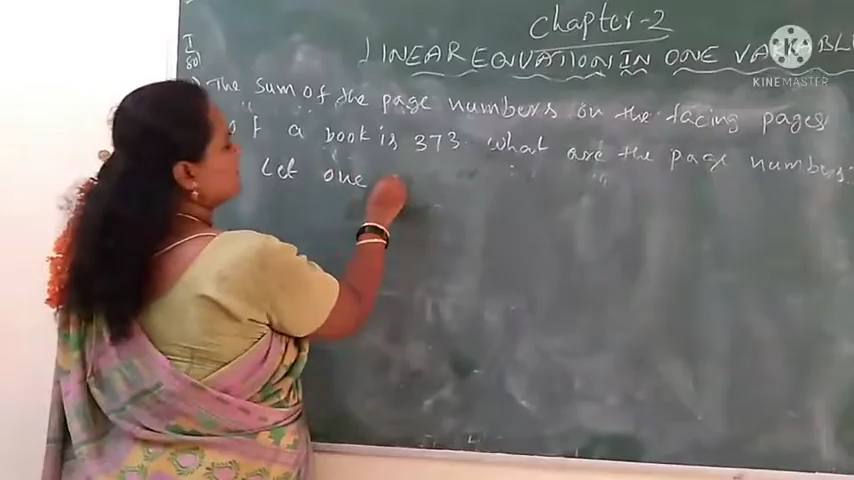 Chapter-2
LINEAR EQUATION IN ONE VARIABL
KINEMASTER
The sum of the page numbers on the facing pages
of a book is 373. what are the page numbers?
Let one